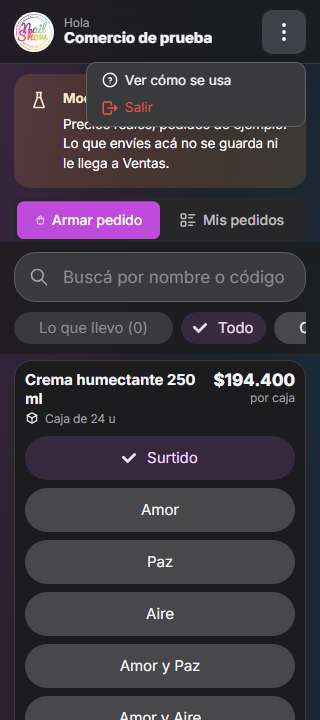 Nail Show
Hola
Comercio de prueba
Ver cómo se usa
Salir
Precios reales, pedidos de ejemplo.
Lo que envíes acá no se guarda ni
le llega a Ventas.
Armar pedido
Mis pedidos
Buscá por nombre o código
Lo que llevo (0)
Todo
Crema humectante 250
ml
$194.400
por caja
Caja de 24 u
Surtido
Amor
Paz
Aire
Amor y Paz
Amor y Aire